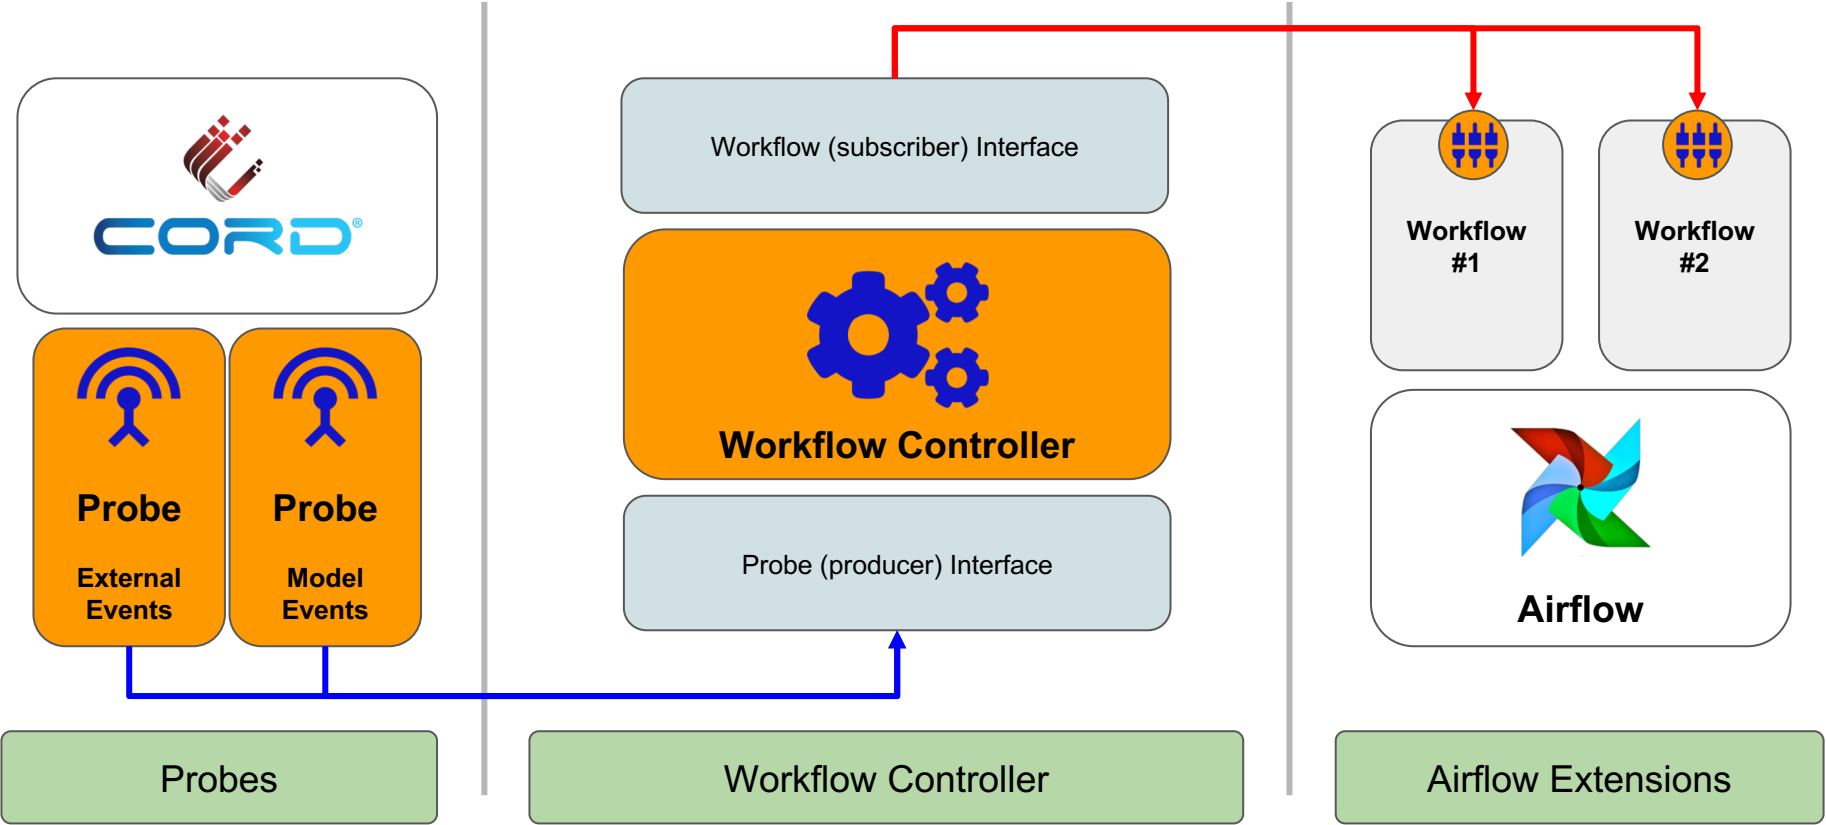 CORD®
Probe
External
Events
Probe
Model
Events
Probes
Workflow (subscriber) Interface
Workflow Controller
Probe (producer) Interface
Workflow Controller
Workflow
#1
Workflow
#2
Airflow
Airflow Extensions